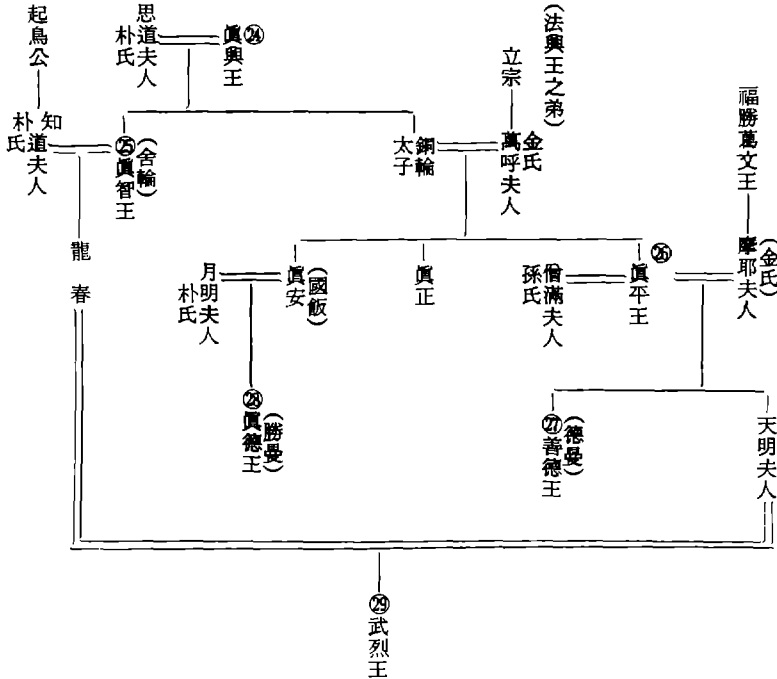 (法興王之弟)
立宗
金氏
萬呼夫人
㉔
眞興王
思道夫人
朴氏
起烏公
福勝葛文王
(金氏)
摩耶夫人
銅輪
太子
(舍輪)
㉕眞智王
知道夫人
朴氏
㉖
眞平王
僧滿夫人
孫氏
眞正
(國飯)
眞安
月明夫人
朴氏
龍春
天明夫人
(德曼)
㉗善德王
(勝曼)
㉘眞德王
㉙武烈王